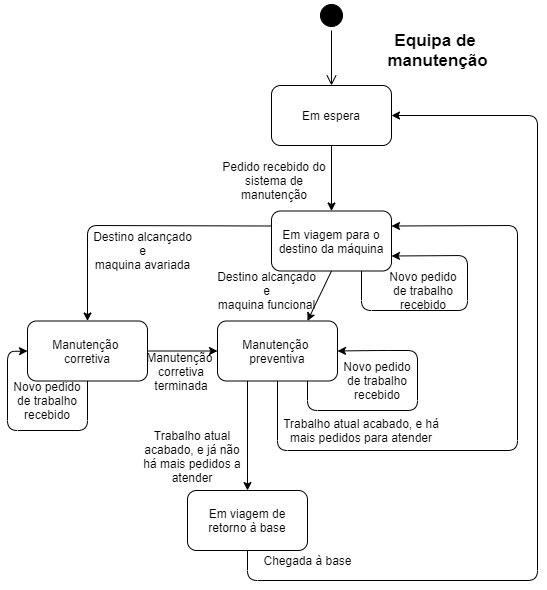 Equipa de
manutenção
Em espera
Pedido recebido do
sistema de
manutenção
Em viagem para o
destino da máquina
Destino alcançado
e
maquina avariada
Destino alcançado
e
maquina funcional
Novo pedido
de trabalho
recebido
Manutenção
corretiva
Manutenção
corretiva
terminada
Manutenção
preventiva
Novo pedido
de trabalho
recebido
Novo pedido
de trabalho
recebido
Trabalho atual acabado, e há
mais pedidos para atender
Trabalho atual
acabado, e já não
há mais pedidos a
atender
Em viagem de
retorno à base
Chegada à base